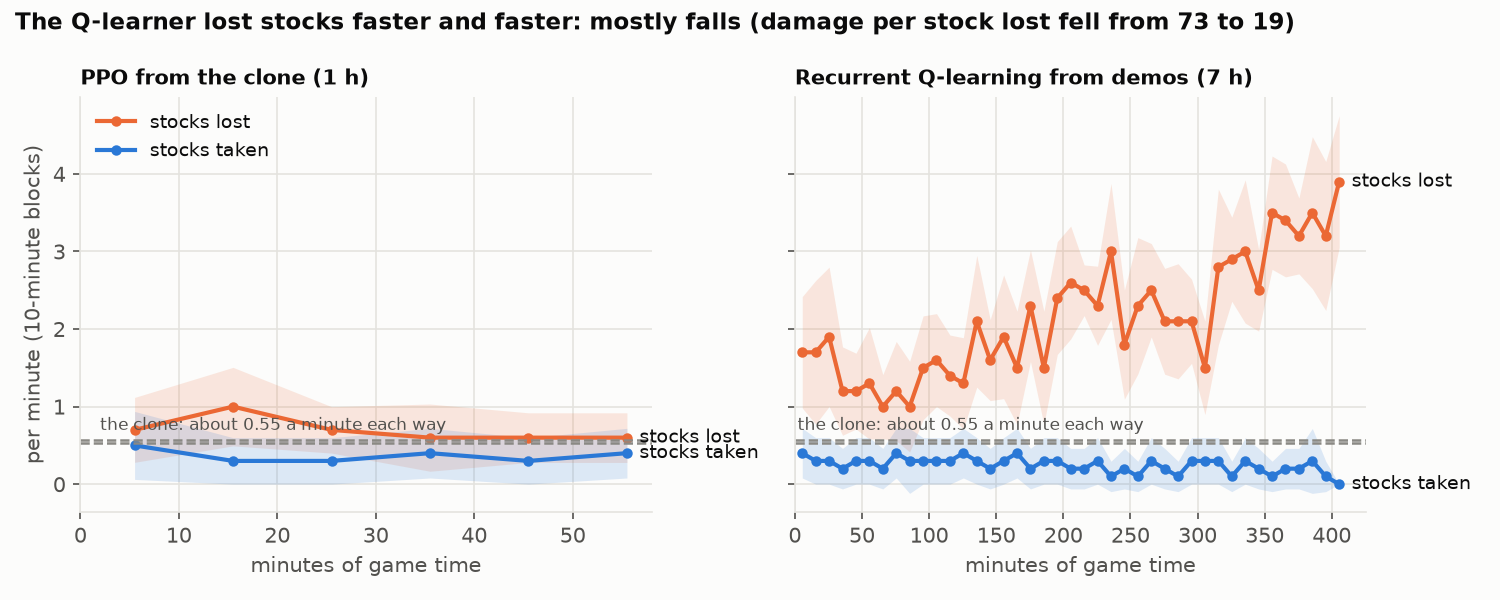 The Q-learner lost stocks faster and faster: mostly falls (damage per stock lost fell from 73 to 19)
PPO from the clone (1 h)
stocks lost
stocks taken
per minute (10-minute blocks)
4
3
2
1
0
the clone: about 0.55 a minute each way
stocks lost
stocks taken
0 10 20 30 40 50
minutes of game time
Recurrent Q-learning from demos (7 h)
stocks lost
the clone: about 0.55 a minute each way
stocks taken
0 50 100 150 200 250 300 350 400
minutes of game time